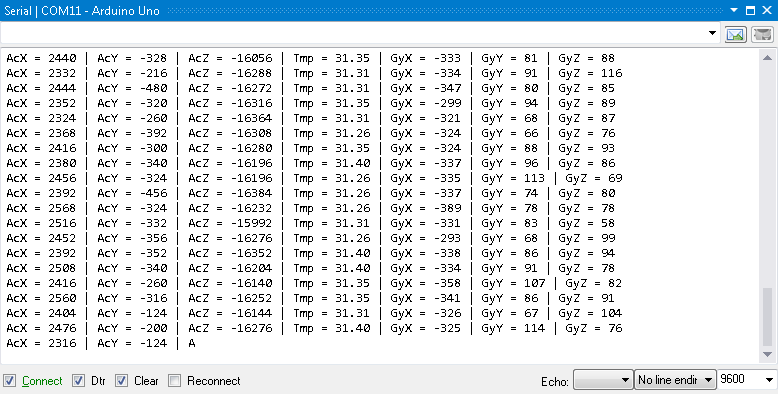 Serial | COM11 - Arduino Uno
AcX = 2440 | AcY = -328 | AcZ = -16056 | Tmp = 31.35 | GyX = -333 | GyY = 81 | GyZ = 88
AcX = 2332 | AcY = -216 | AcZ = -16288 | Tmp = 31.31 | GyX = -334 | GyY = 91 | GyZ = 116
AcX = 2444 | AcY = -480 | AcZ = -16272 | Tmp = 31.31 | GyX = -347 | GyY = 80 | GyZ = 85
AcX = 2352 | AcY = -320 | AcZ = -16316 | Tmp = 31.35 | GyX = -299 | GyY = 94 | GyZ = 89
AcX = 2324 | AcY = -260 | AcZ = -16364 | Tmp = 31.31 | GyX = -321 | GyY = 68 | GyZ = 87
AcX = 2368 | AcY = -392 | AcZ = -16308 | Tmp = 31.26 | GyX = -324 | GyY = 66 | GyZ = 76
AcX = 2416 | AcY = -300 | AcZ = -16280 | Tmp = 31.35 | GyX = -324 | GyY = 88 | GyZ = 93
AcX = 2380 | AcY = -340 | AcZ = -16196 | Tmp = 31.40 | GyX = -337 | GyY = 96 | GyZ = 86
AcX = 2456 | AcY = -324 | AcZ = -16196 | Tmp = 31.26 | GyX = -335 | GyY = 113 | GyZ = 69
AcX = 2392 | AcY = -456 | AcZ = -16384 | Tmp = 31.26 | GyX = -337 | GyY = 74 | GyZ = 80
AcX = 2568 | AcY = -324 | AcZ = -16232 | Tmp = 31.26 | GyX = -389 | GyY = 78 | GyZ = 78
AcX = 2516 | AcY = -332 | AcZ = -15992 | Tmp = 31.31 | GyX = -331 | GyY = 83 | GyZ = 58
AcX = 2452 | AcY = -356 | AcZ = -16276 | Tmp = 31.26 | GyX = -293 | GyY = 68 | GyZ = 99
AcX = 2392 | AcY = -352 | AcZ = -16352 | Tmp = 31.40 | GyX = -338 | GyY = 86 | GyZ = 94
AcX = 2508 | AcY = -340 | AcZ = -16204 | Tmp = 31.40 | GyX = -334 | GyY = 91 | GyZ = 78
AcX = 2416 | AcY = -260 | AcZ = -16140 | Tmp = 31.35 | GyX = -358 | GyY = 107 | GyZ = 82
AcX = 2560 | AcY = -316 | AcZ = -16252 | Tmp = 31.35 | GyX = -341 | GyY = 86 | GyZ = 91
AcX = 2404 | AcY = -124 | AcZ = -16144 | Tmp = 31.31 | GyX = -326 | GyY = 67 | GyZ = 104
AcX = 2476 | AcY = -200 | AcZ = -16276 | Tmp = 31.40 | GyX = -325 | GyY = 114 | GyZ = 76
AcX = 2316 | AcY = -124 | A
Connect Dtr Clear Reconnect Echo: No line endin 9600